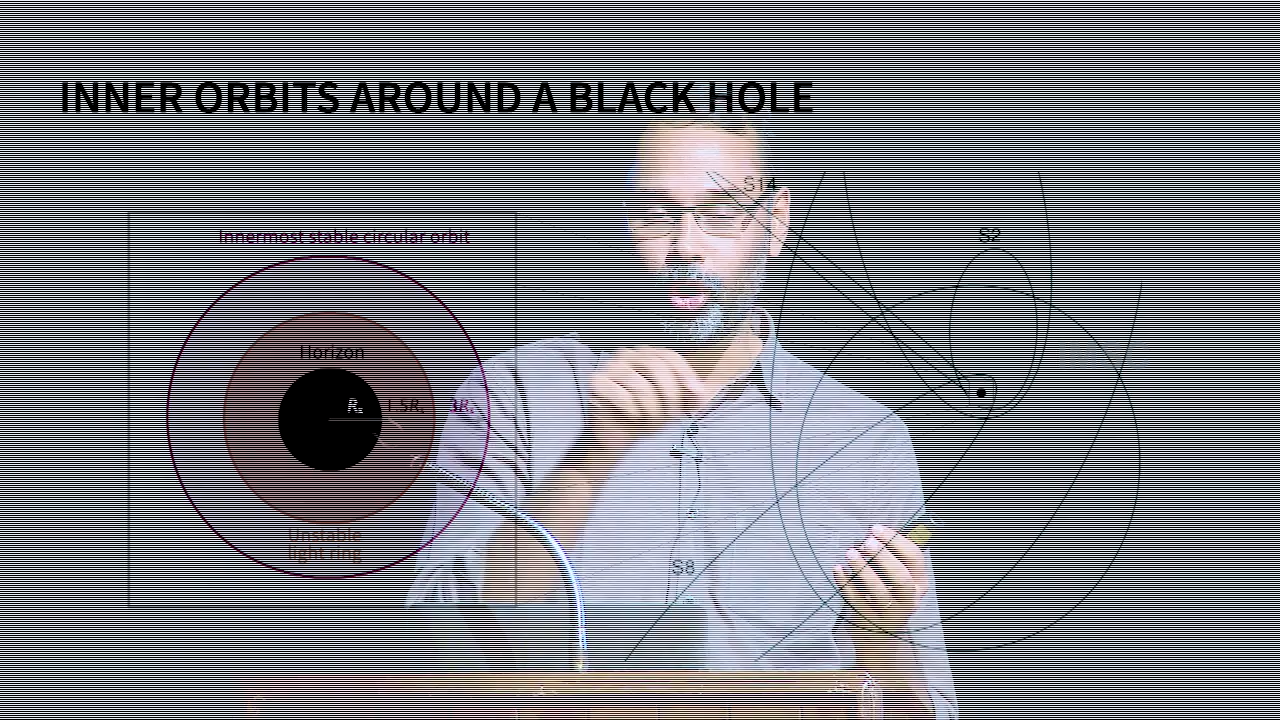 INNER ORBITS AROUND A BLACK HOLE
S14
S2
Innermost stable circular orbit
Horizon
Rₛ 1.5Rₛ 3Rₛ
Unstable
light ring
S8